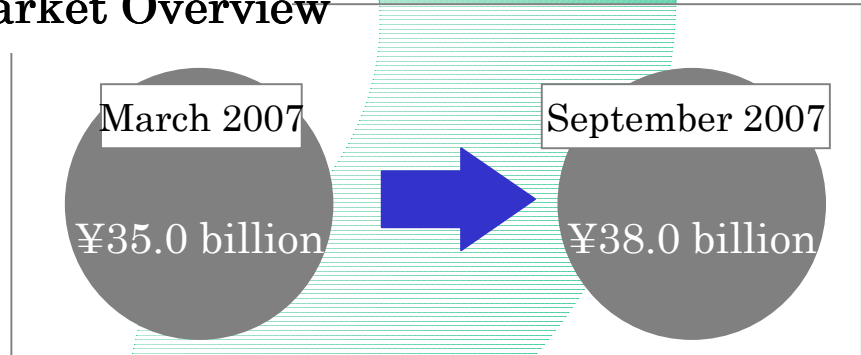 arket Overview
March 2007
September 2007
¥35.0 billion
¥38.0 billion